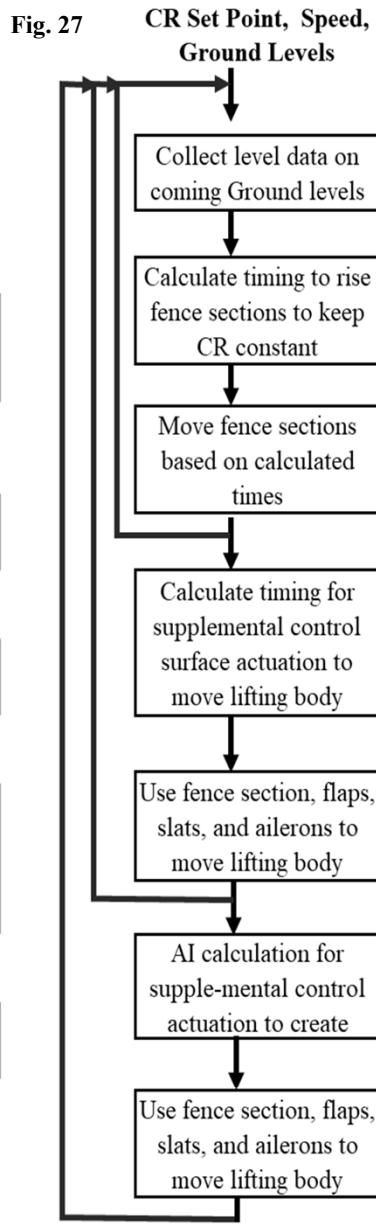 Fig. 27
CR Set Point, Speed,
Ground Levels
Collect level data on
coming Ground levels
Calculate timing to rise
fence sections to keep
CR constant
Move fence sections
based on calculated
times
Calculate timing for
supplemental control
surface actuation to
move lifting body
Use fence section, flaps,
slats, and ailerons to
move lifting body
AI calculation for
supple-mental control
actuation to create
Use fence section, flaps,
slats, and ailerons to
move lifting body